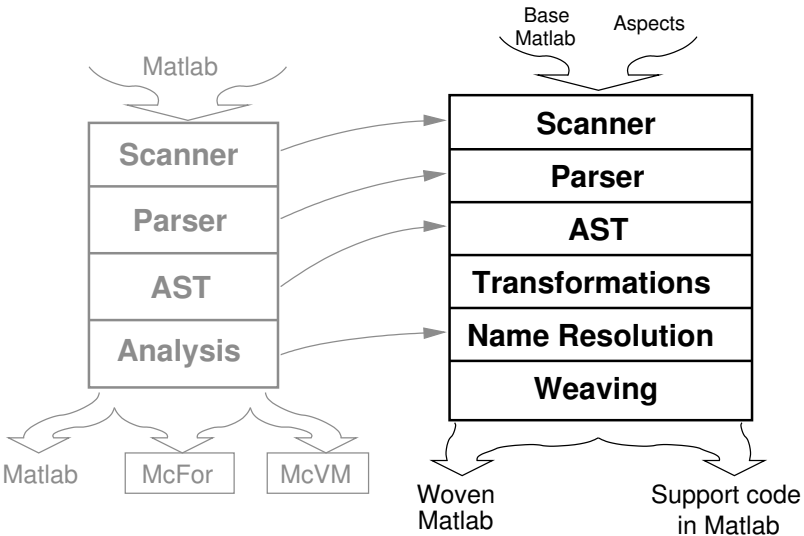 Matlab
Scanner
Parser
AST
Analysis
Matlab
McFor
McVM
Base
Matlab
Aspects
Scanner
Parser
AST
Transformations
Name Resolution
Weaving
Woven
Matlab
Support code
in Matlab